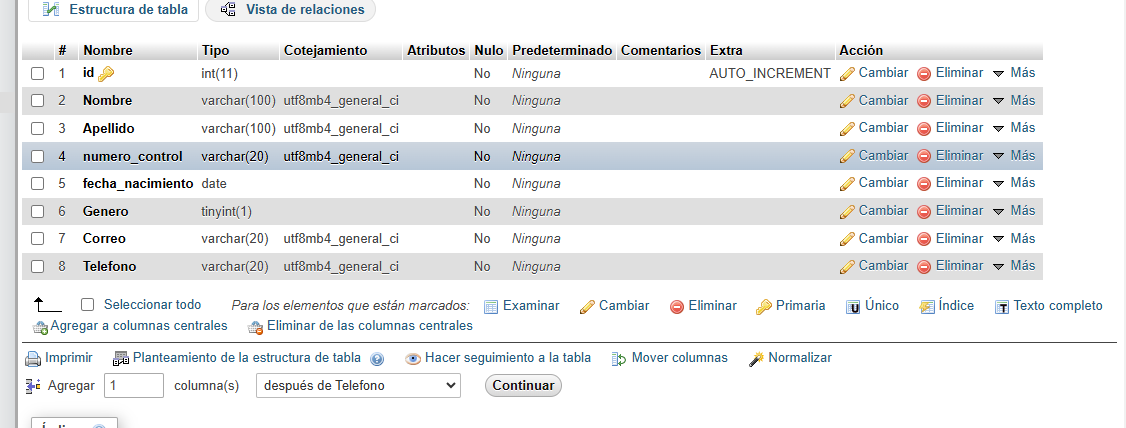 Estructura de tabla Vista de relaciones
# Nombre Tipo Cotejamiento Atributos Nulo Predeterminado Comentarios Extra Acción
1 id int(11) No Ninguna AUTO_INCREMENT Cambiar Eliminar Más
2 Nombre varchar(100) utf8mb4_general_ci No Ninguna Cambiar Eliminar Más
3 Apellido varchar(100) utf8mb4_general_ci No Ninguna Cambiar Eliminar Más
4 numero_control varchar(20) utf8mb4_general_ci No Ninguna Cambiar Eliminar Más
5 fecha_nacimiento date No Ninguna Cambiar Eliminar Más
6 Genero tinyint(1) No Ninguna Cambiar Eliminar Más
7 Correo varchar(20) utf8mb4_general_ci No Ninguna Cambiar Eliminar Más
8 Telefono varchar(20) utf8mb4_general_ci No Ninguna Cambiar Eliminar Más
Seleccionar todo Para los elementos que están marcados: Examinar Cambiar Eliminar Primaria Único Índice Texto completo
Agregar a columnas centrales Eliminar de las columnas centrales
Imprimir Planteamiento de la estructura de tabla Hacer seguimiento a la tabla Mover columnas Normalizar
Agregar 1 columna(s) después de Telefono Continuar